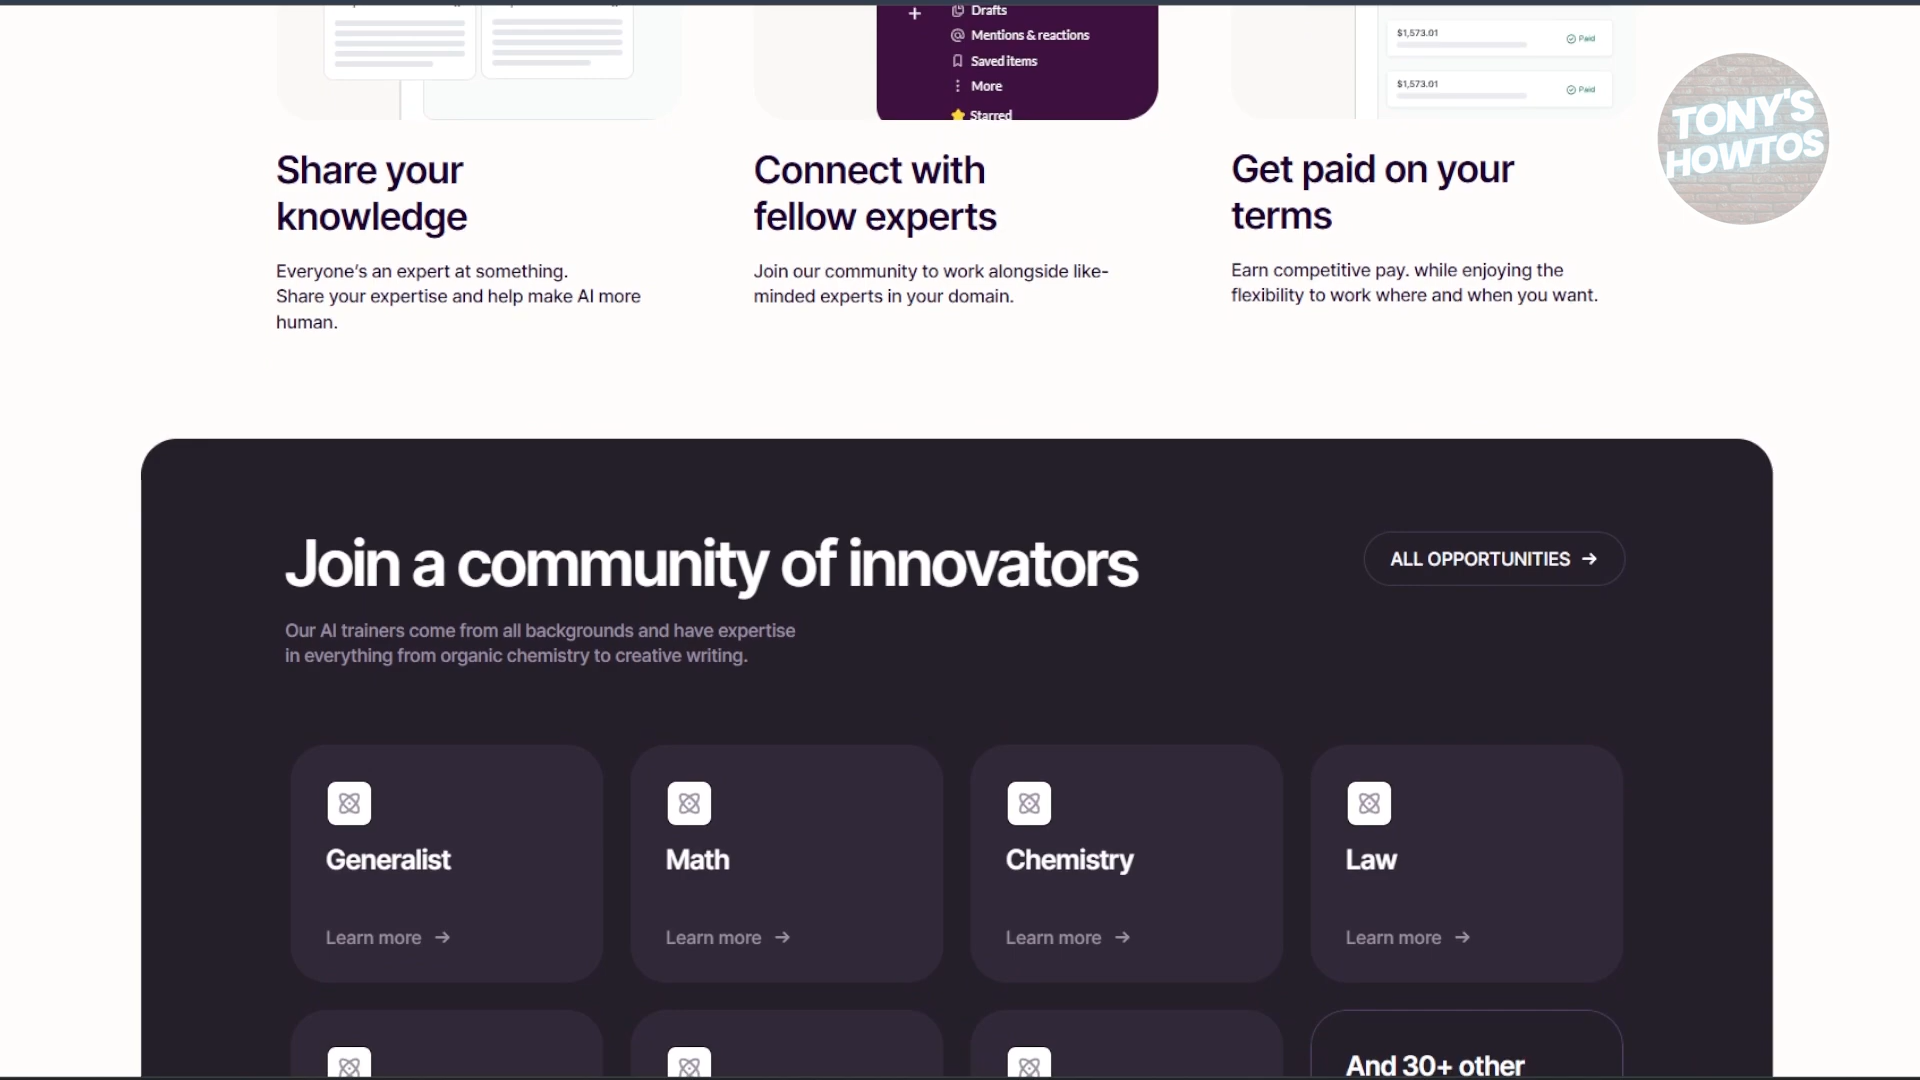 Drafts
Mentions & reactions
Saved items
More
Starred
$1,573.01
Paid
$1,573.01
Paid
TONY'S
HOWTOS
Share your
knowledge
Everyone's an expert at something.
Share your expertise and help make AI more
human.
Connect with
fellow experts
Join our community to work alongside like-
minded experts in your domain.
Get paid on your
terms
Earn competitive pay. while enjoying the
flexibility to work where and when you want.
Join a community of innovators
ALL OPPORTUNITIES →
Our AI trainers come from all backgrounds and have expertise
in everything from organic chemistry to creative writing.
Generalist
Learn more →
Math
Learn more →
Chemistry
Learn more →
Law
Learn more →
And 30+ other